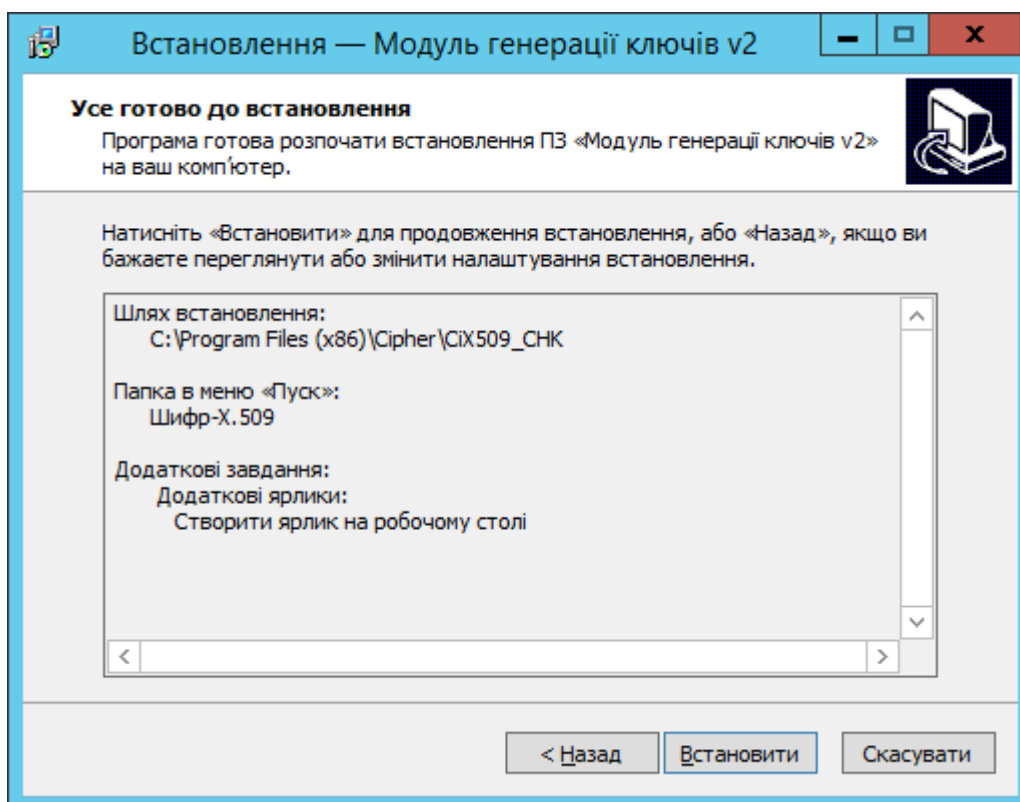 Встановлення — Модуль генерації ключів v2
Усе готово до встановлення
Програма готова розпочати встановлення ПЗ «Модуль генерації ключів v2»
на ваш комп'ютер.
Натисніть «Встановити» для продовження встановлення, або «Назад», якщо ви
бажаєте переглянути або змінити налаштування встановлення.
Шлях встановлення:
C:\Program Files (x86)\Cipher\CiX509_CHK
Папка в меню «Пуск»:
Шифр-X.509
Додаткові завдання:
Додаткові ярлики:
Створити ярлик на робочому столі
< Назад
Встановити
Скасувати